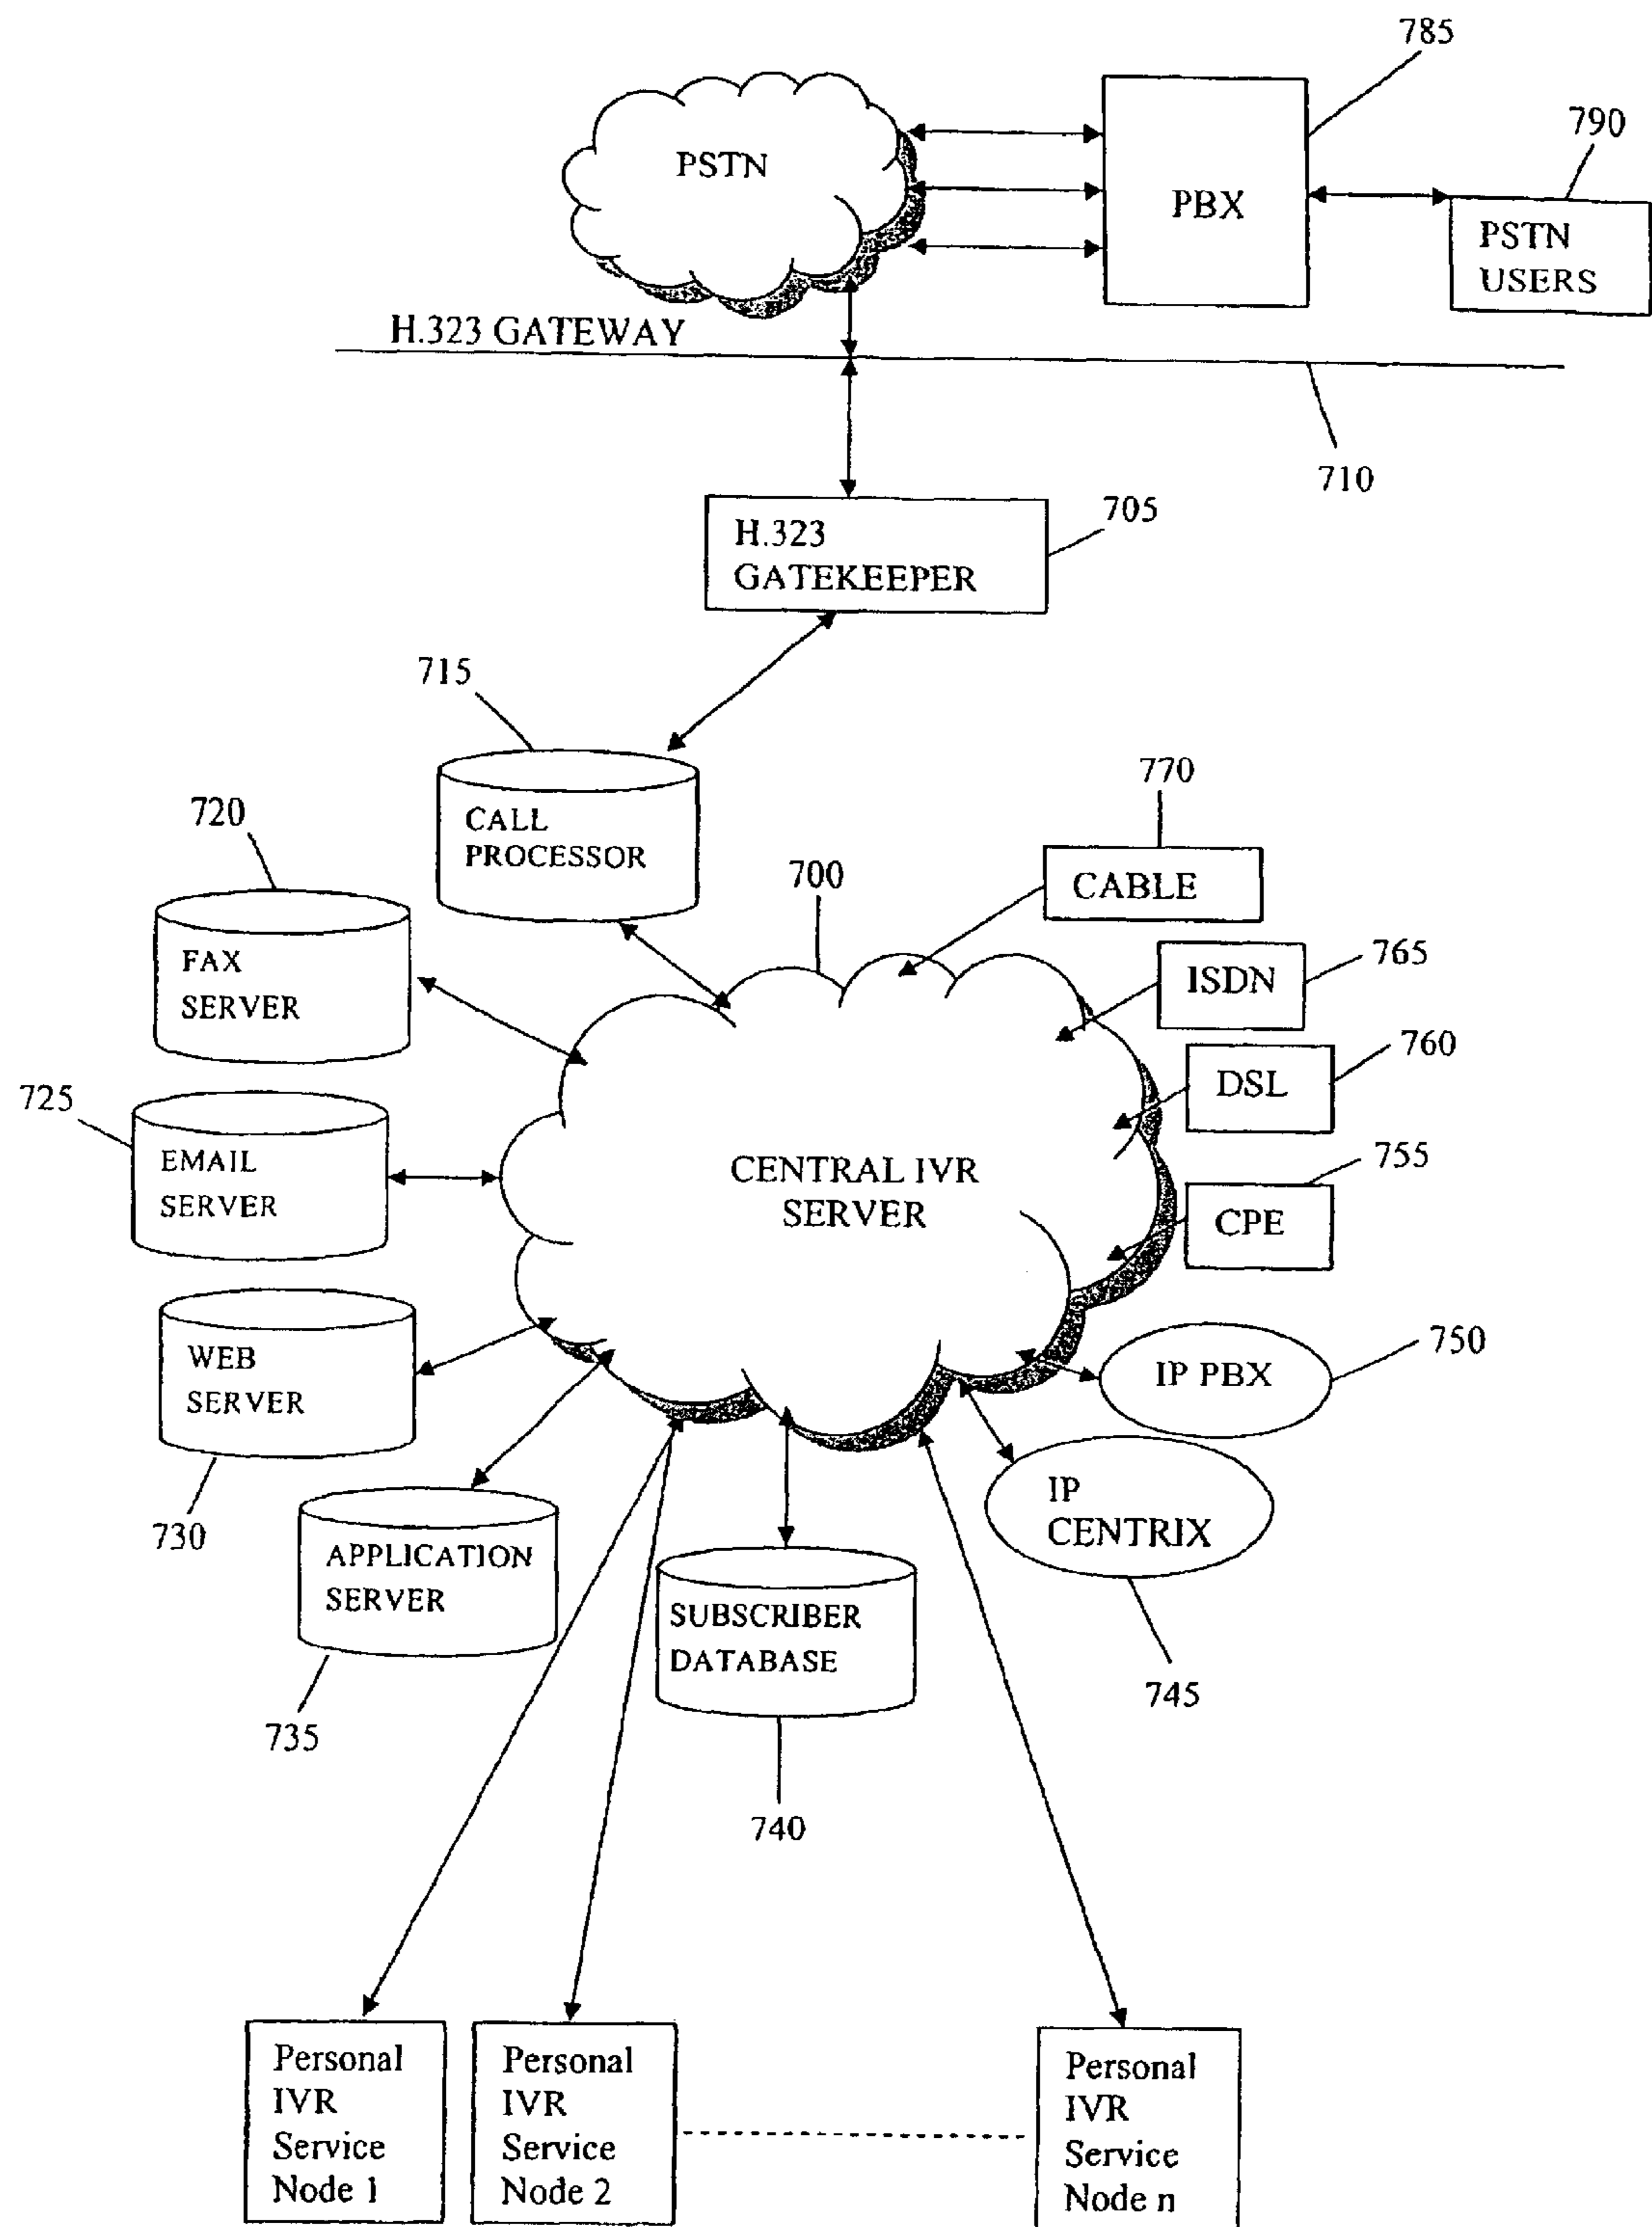 785
790
PSTN
PBX
PSTN
USERS
H.323 GATEWAY
710
705
H.323
GATEKEEPER
715
770
720
CALL
PROCESSOR
700
CABLE
FAX
SERVER
ISDN
765
760
DSL
725
EMAIL
SERVER
CENTRAL IVR
SERVER
755
CPE
WEB
SERVER
IP PBX
750
730
IP
CENTRIX
APPLICATION
SERVER
SUBSCRIBER
DATABASE
745
735
740
Personal
IVR
Service
Node 1
Personal
IVR
Service
Node 2
Personal
IVR
Service
Node n